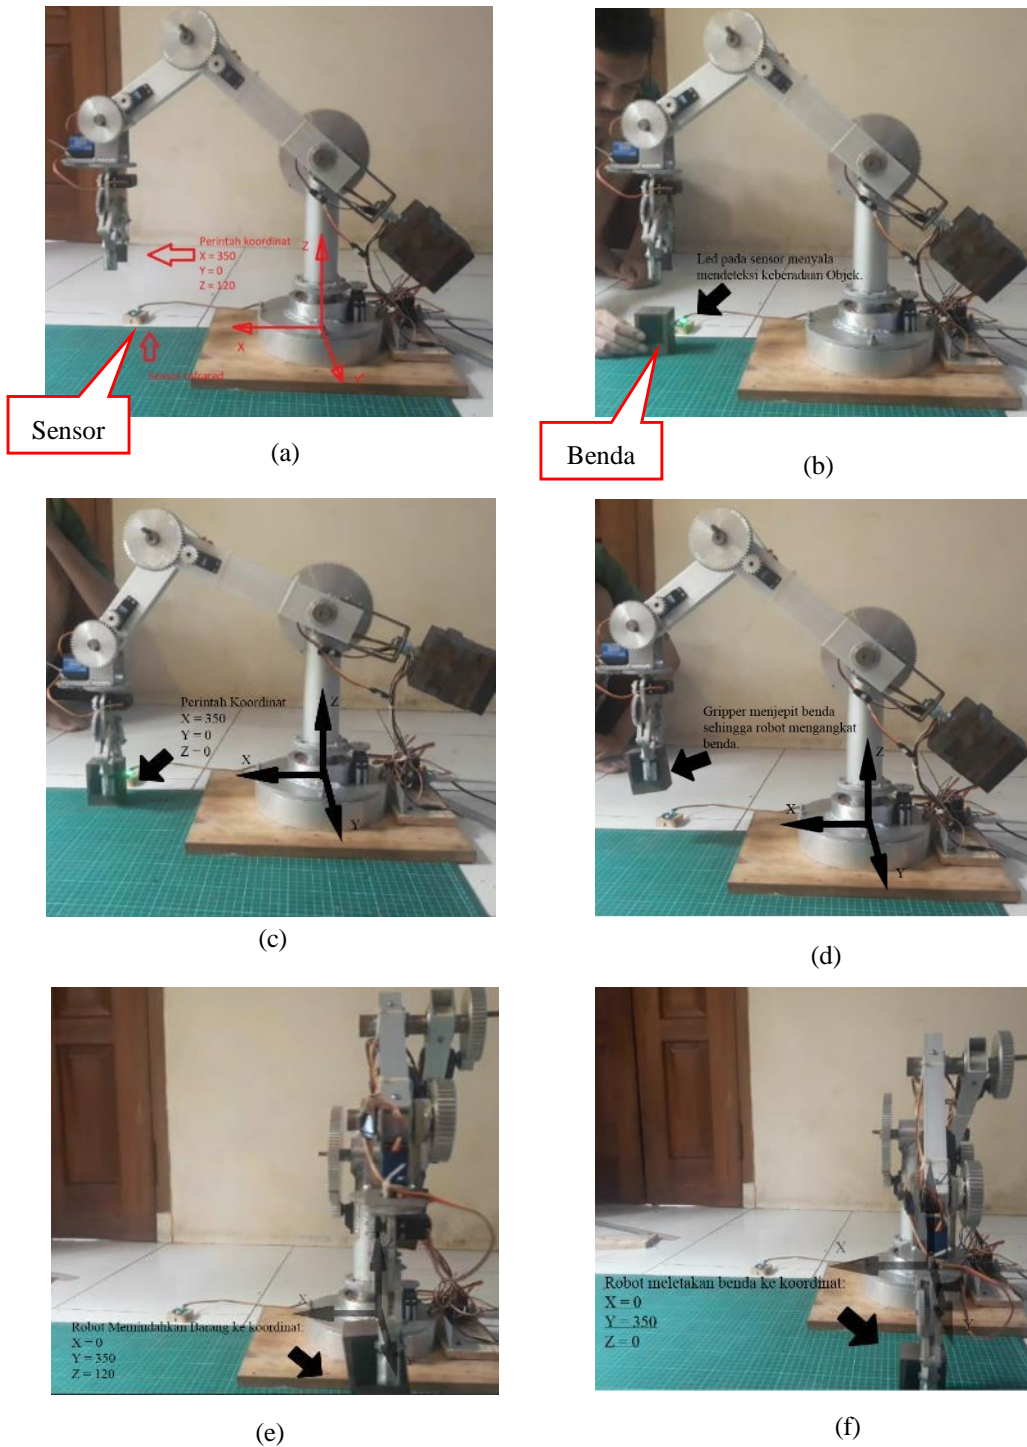 Perintah koordinat
X = 350
Y = 0
Z = 120
Z
X
Y
Sensor Infrared
Sensor
(a)
Led pada sensor menyala
mendeteksi keberadaan Objek.
Benda
(b)
Perintah Koordinat
X = 350
Y = 0
Z = 0
Z
X
Y
(c)
Gripper menjepit benda
sehingga robot mengangkat
benda.
Z
X
Y
(d)
X
Y
Robot Memindahkan Barang ke koordinat:
X = 0
Y = 350
Z = 120
(e)
X
Robot meletakan benda ke koordinat:
X = 0
Y = 350
Z = 0
Y
(f)